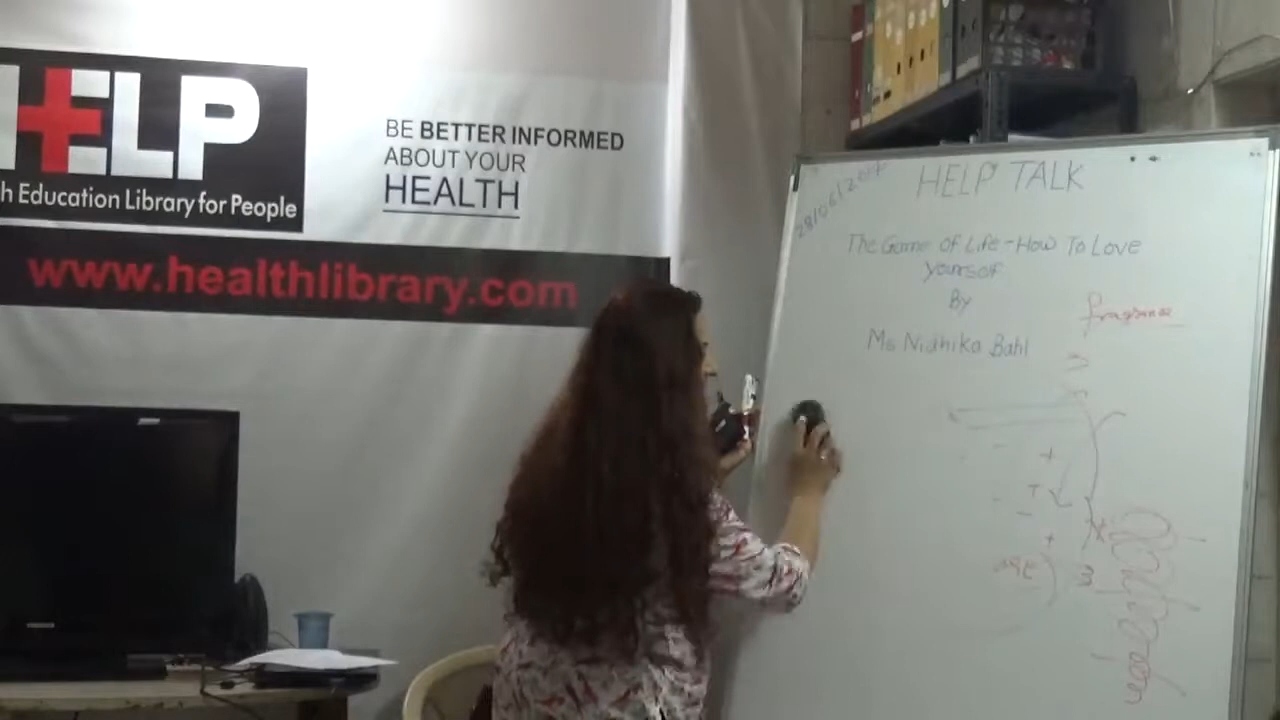 HELP
h Education Library for People
BE BETTER INFORMED
ABOUT YOUR
HEALTH
www.healthlibrary.com
HELP TALK
The Game of Life - How To Love
Yourself
By
Ms Nidhika Bahl
fragrance